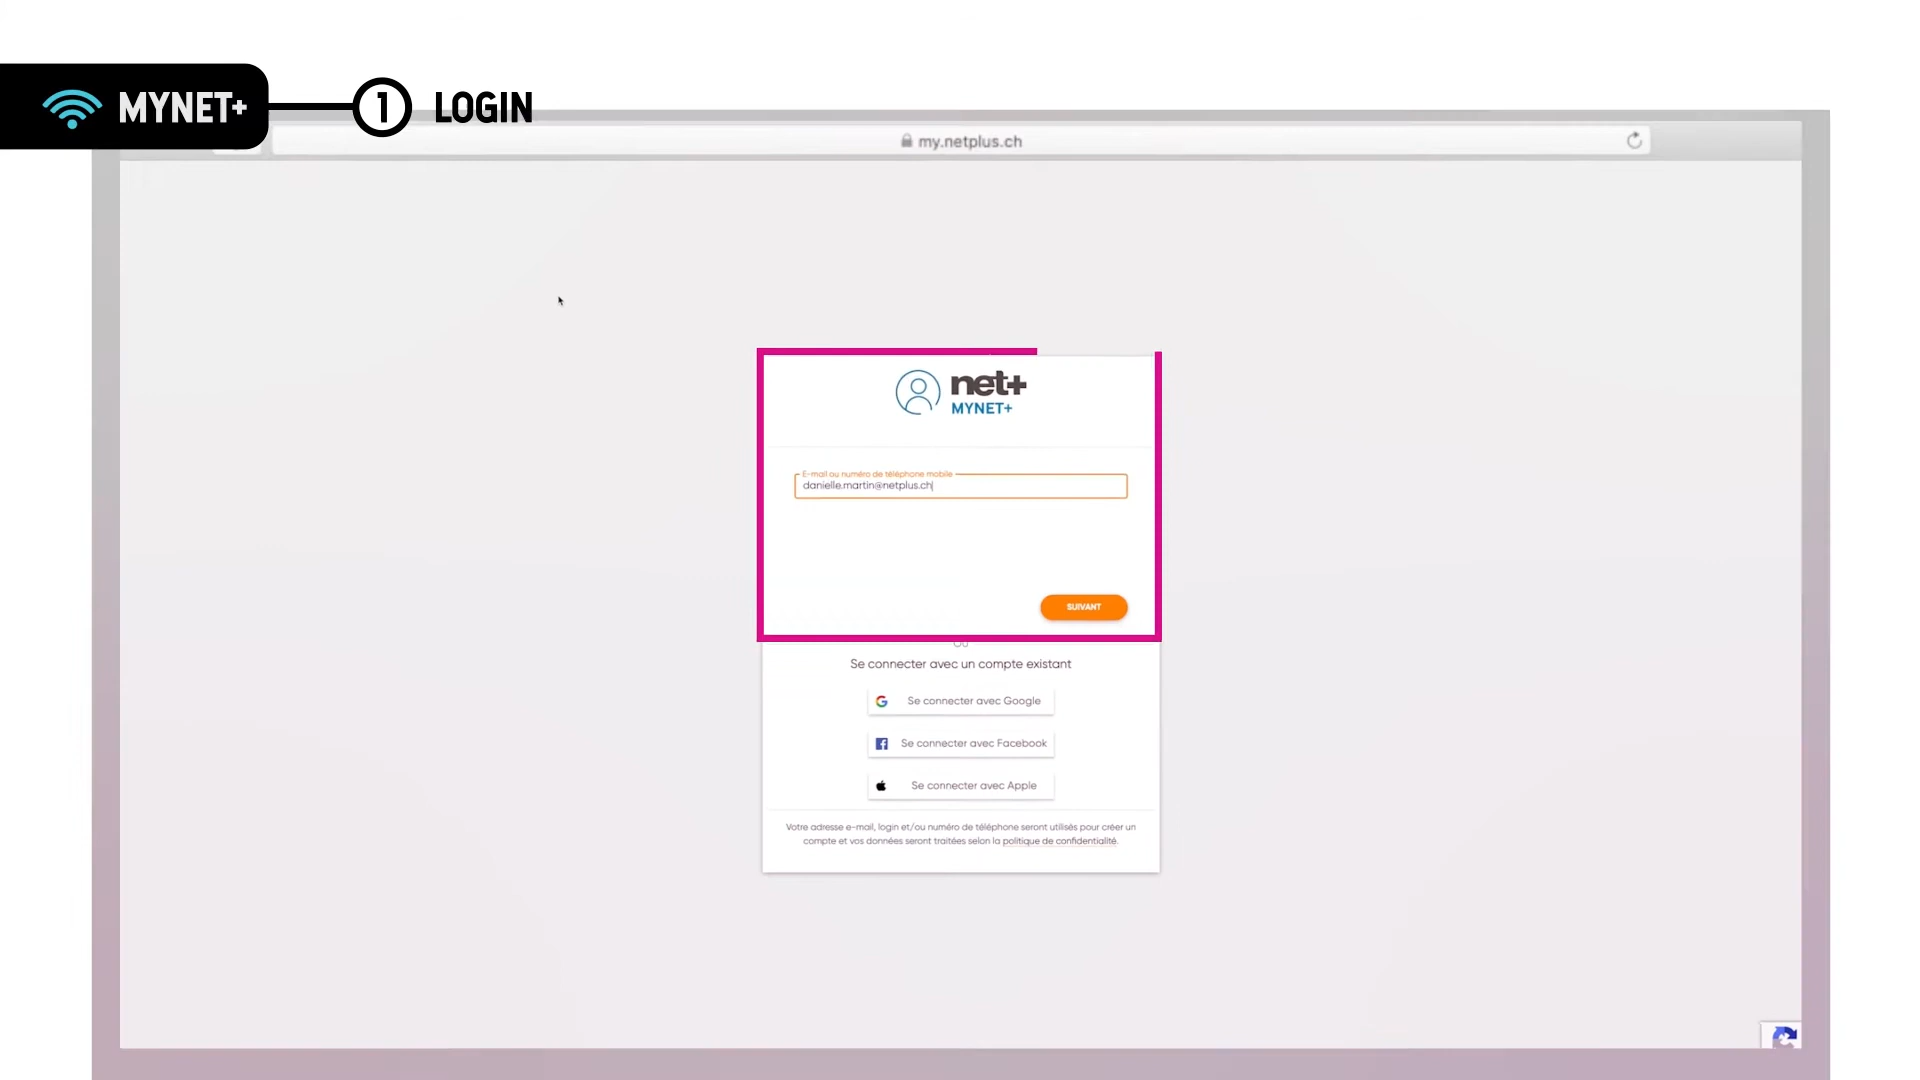 MYNET+
1 LOGIN
my.netplus.ch
net+
MYNET+
E-mail ou numéro de téléphone mobile
danielle.martin@netplus.ch
SUIVANT
Se connecter avec un compte existant
Se connecter avec Google
Se connecter avec Facebook
Se connecter avec Apple
Votre adresse e-mail, login et/ou numéro de téléphone seront utilisés pour créer un
compte et vos données seront traitées selon la politique de confidentialité.